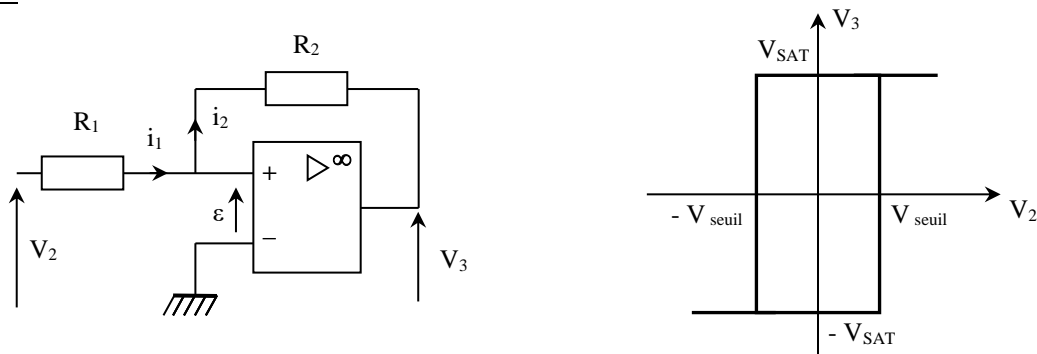 R2
R1
i1
i2
+
∞
ε
−
V2
V3
V3
VSAT
- V seuil
V seuil
V2
- VSAT